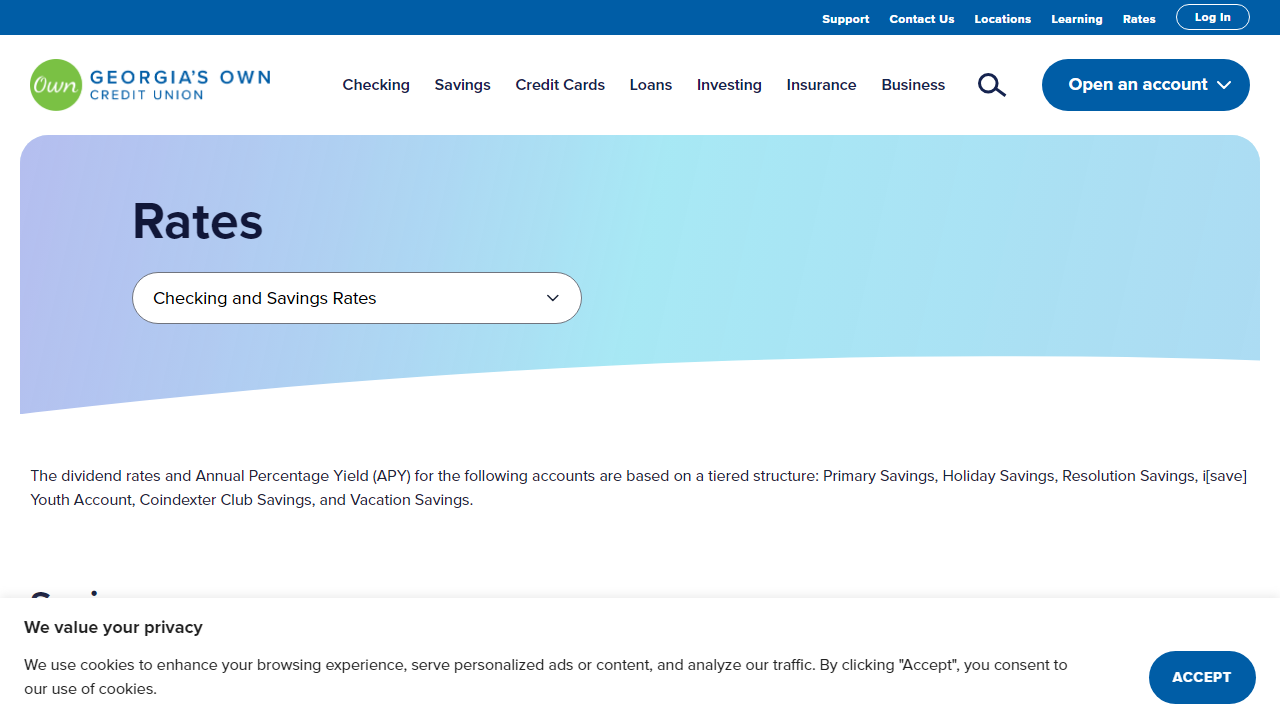 Support Contact Us Locations Learning Rates Log In
Own GEORGIA'S OWN
CREDIT UNION
Checking Savings Credit Cards Loans Investing Insurance Business Open an account
Rates
Checking and Savings Rates
The dividend rates and Annual Percentage Yield (APY) for the following accounts are based on a tiered structure: Primary Savings, Holiday Savings, Resolution Savings, i[save]
Youth Account, Coindexter Club Savings, and Vacation Savings.
We value your privacy
We use cookies to enhance your browsing experience, serve personalized ads or content, and analyze our traffic. By clicking "Accept", you consent to
our use of cookies.
ACCEPT